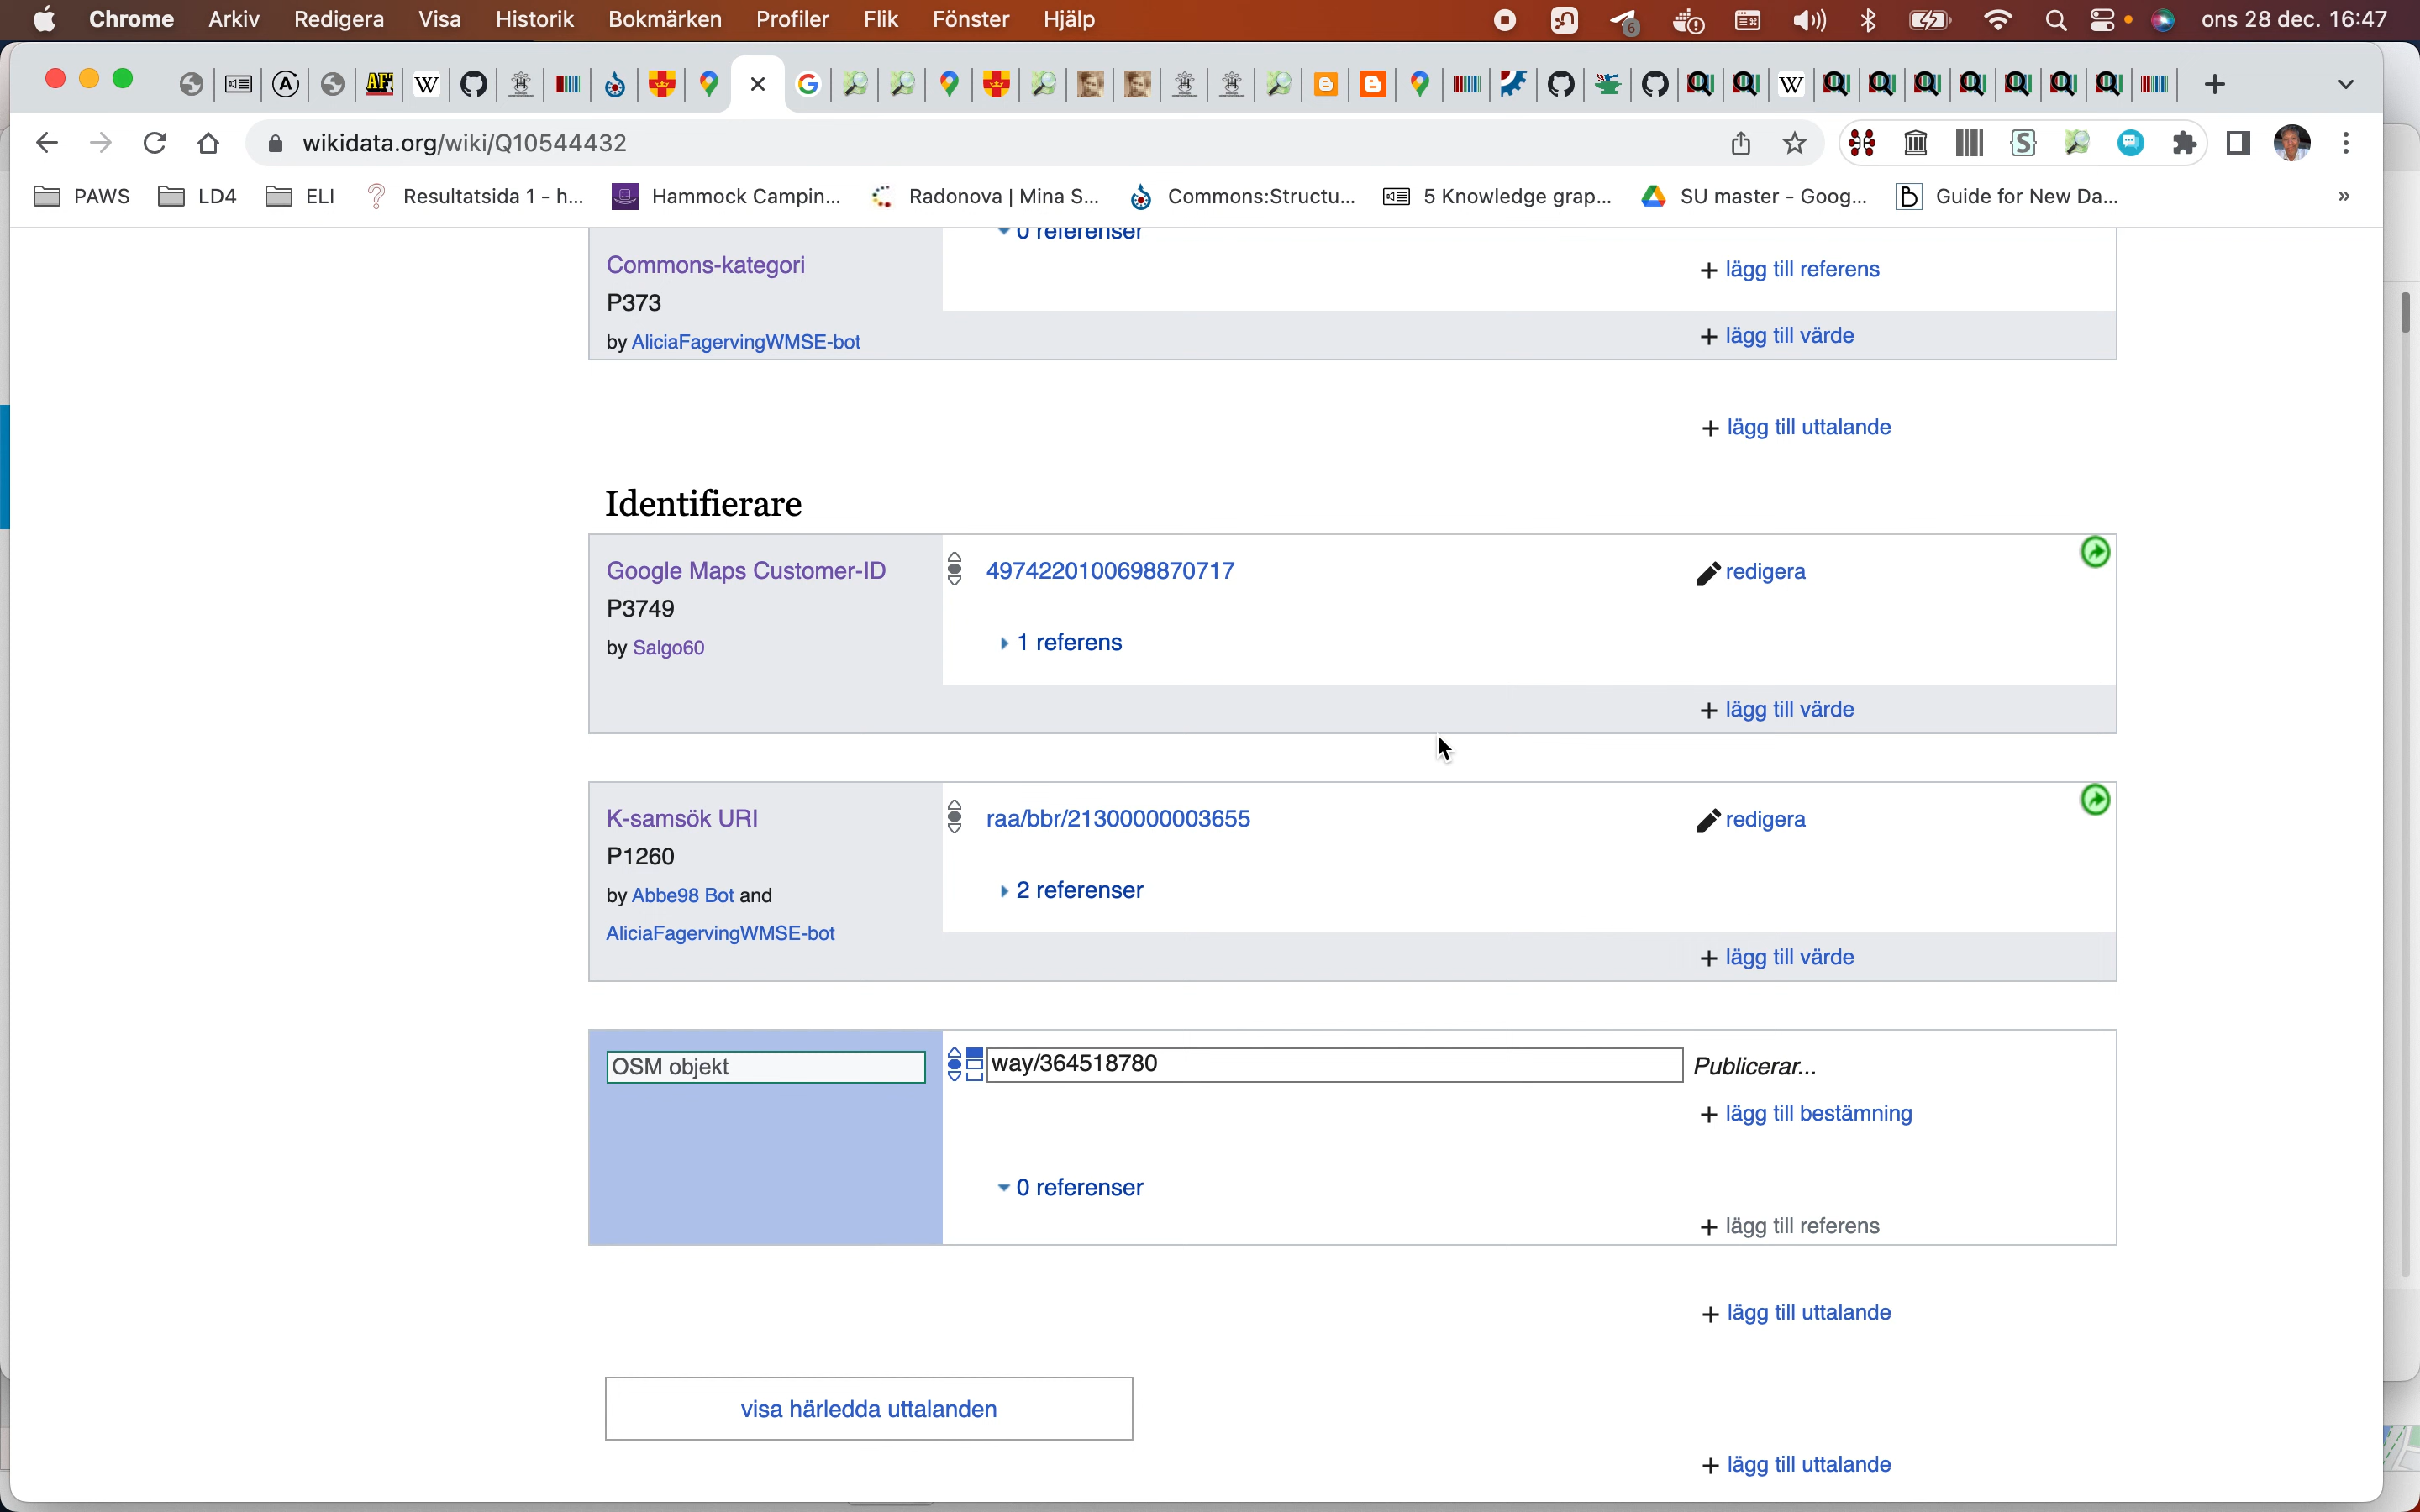 Chrome Arkiv Redigera Visa Historik Bokmärken Profiler Flik Fönster Hjälp 6 ons 28 dec. 16:47
wikidata.org/wiki/Q10544432
PAWS LD4 ELI Resultatsida 1 - h... Hammock Campin... Radonova | Mina S... Commons:Structu... 5 Knowledge grap... SU master - Goog... Guide for New Da... »
0 referenser
Commons-kategori
+ lägg till referens
P373
by AliciaFagervingWMSE-bot
+ lägg till värde
+ lägg till uttalande
Identifierare
Google Maps Customer-ID 4974220100698870717 redigera
P3749
by Salgo60
1 referens
+ lägg till värde
K-samsök URI raa/bbr/21300000003655 redigera
P1260
by Abbe98 Bot and
2 referenser
AliciaFagervingWMSE-bot
+ lägg till värde
OSM objekt way/364518780 Publicerar...
+ lägg till bestämning
0 referenser
+ lägg till referens
+ lägg till uttalande
visa härledda uttalanden
+ lägg till uttalande